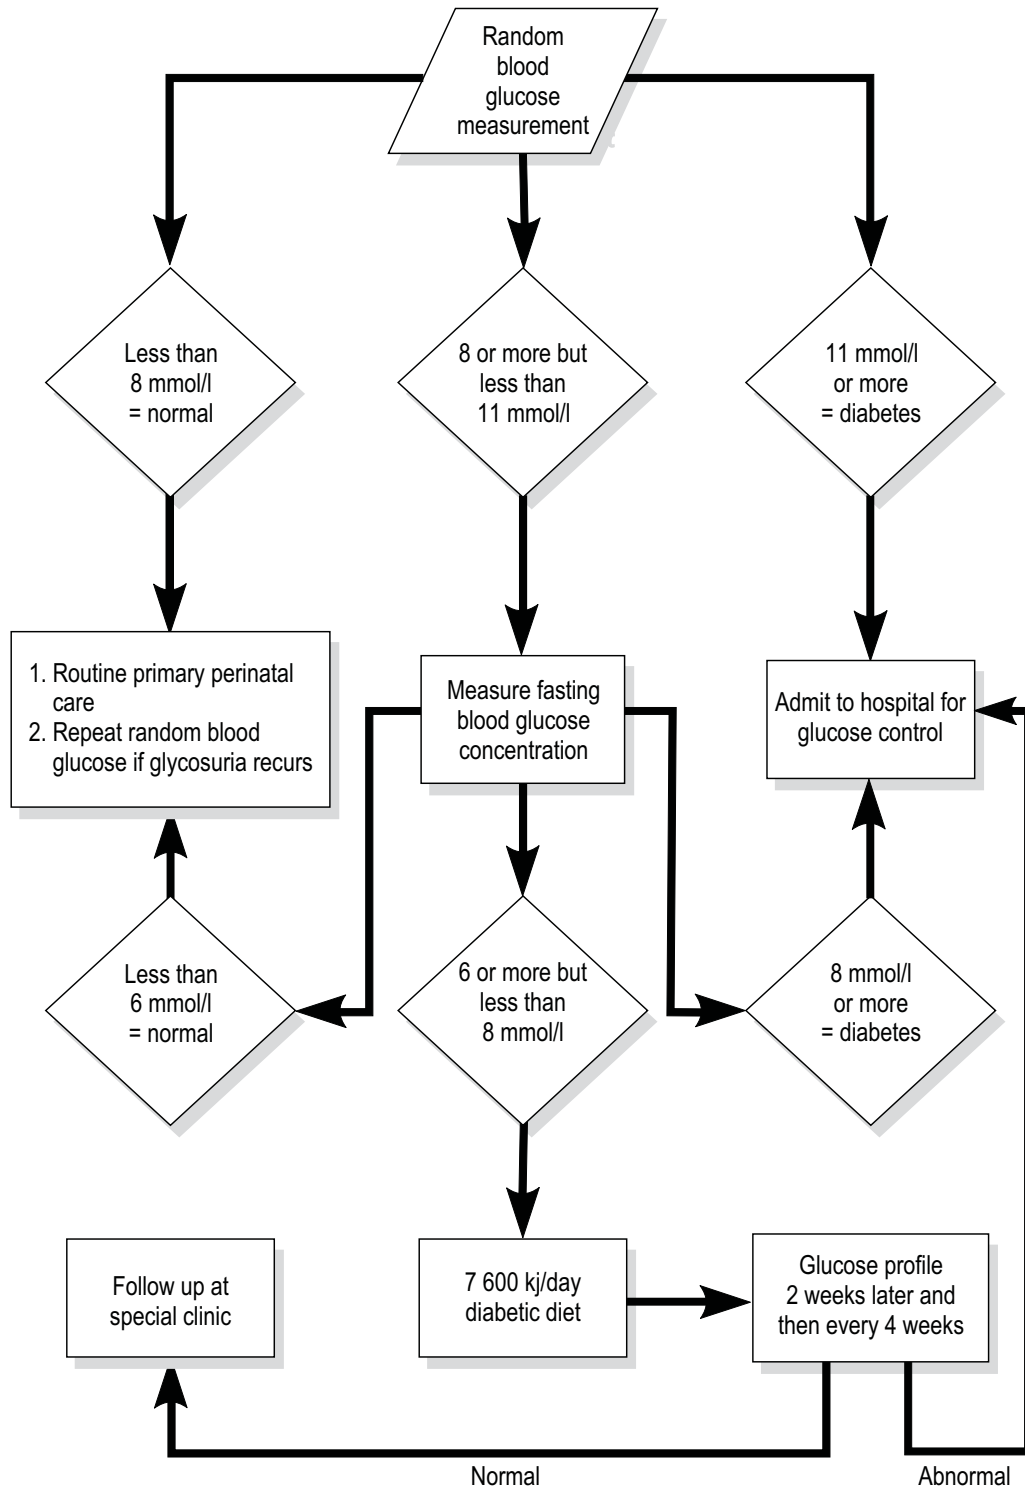 Random
blood
glucose
measurement
Less than
8 mmol/l
= normal
8 or more but
less than
11 mmol/l
11 mmol/l
or more
= diabetes
1. Routine primary perinatal
care
2. Repeat random blood
glucose if glycosuria recurs
Measure fasting
blood glucose
concentration
Admit to hospital for
glucose control
Less than
6 mmol/l
= normal
6 or more but
less than
8 mmol/l
8 mmol/l
or more
= diabetes
Follow up at
special clinic
7 600 kj/day
diabetic diet
Glucose profile
2 weeks later and
then every 4 weeks
Normal
Abnormal